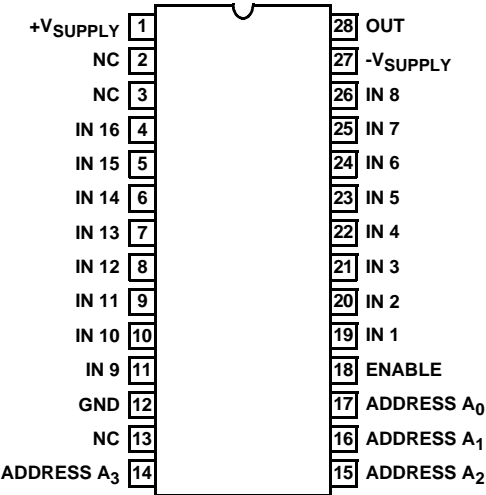 +VSUPPLY 1 28 OUT
NC 2 27 -VSUPPLY
NC 3 26 IN 8
IN 16 4 25 IN 7
IN 15 5 24 IN 6
IN 14 6 23 IN 5
IN 13 7 22 IN 4
IN 12 8 21 IN 3
IN 11 9 20 IN 2
IN 10 10 19 IN 1
IN 9 11 18 ENABLE
GND 12 17 ADDRESS A0
NC 13 16 ADDRESS A1
ADDRESS A3 14 15 ADDRESS A2